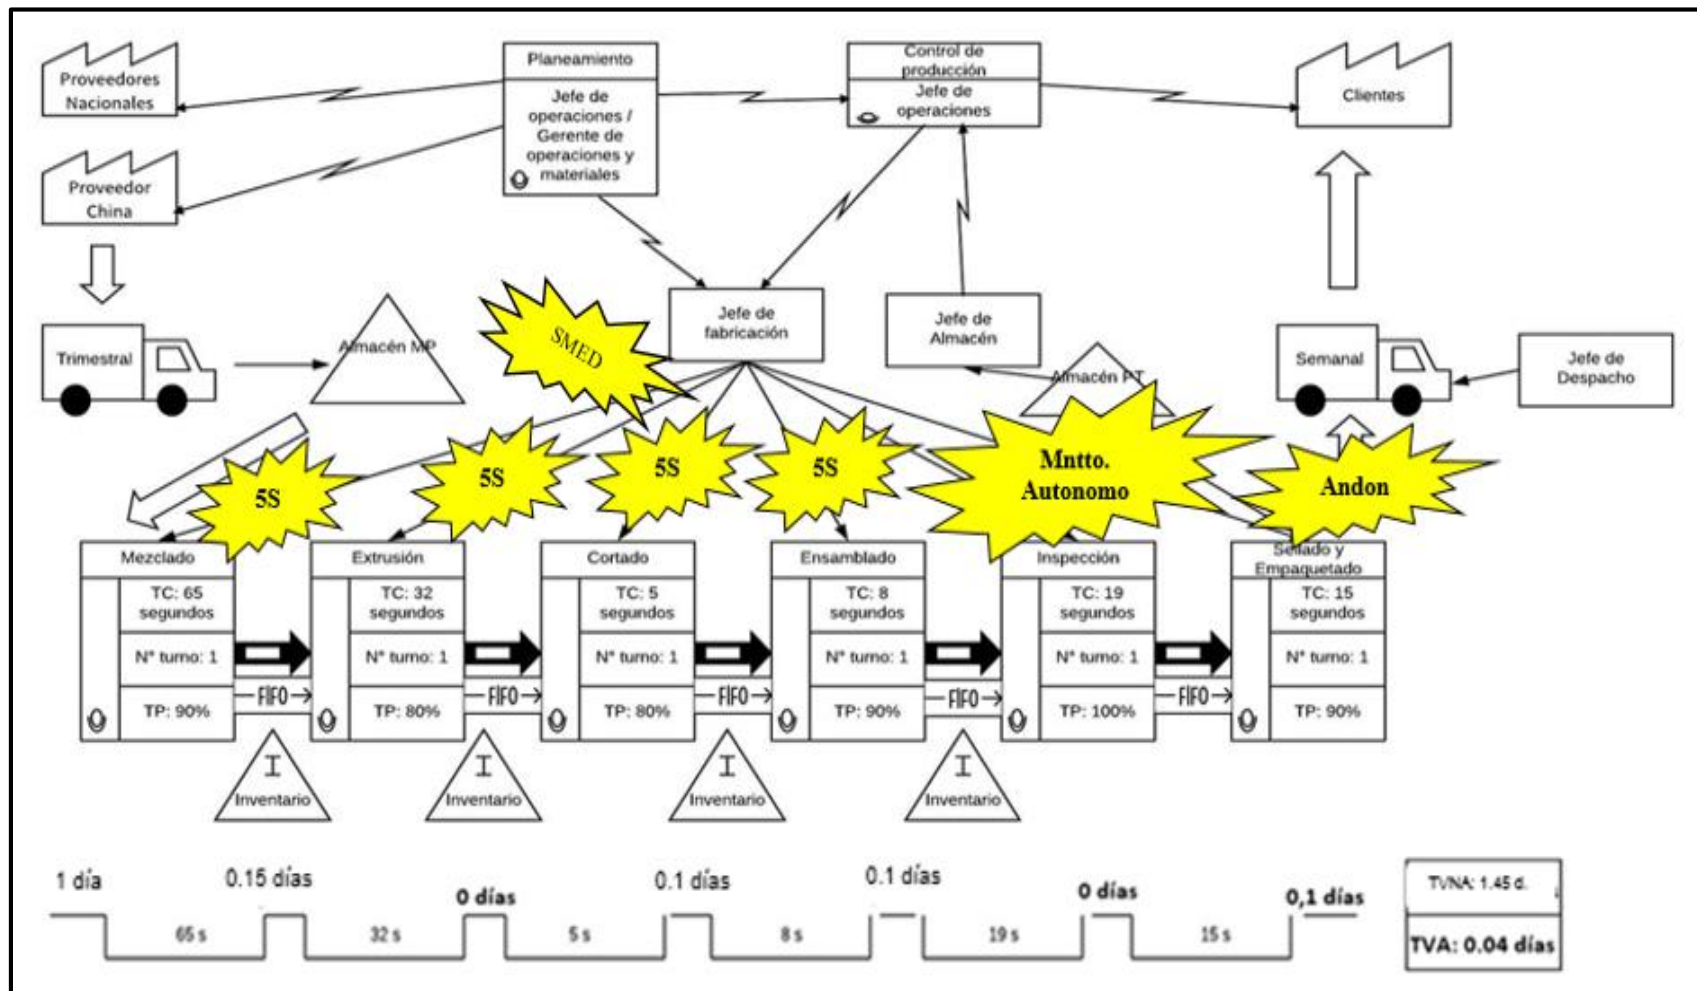 Proveedores
Nacionales
Planeamiento
Jefe de
operaciones /
Gerente de
operaciones y
materiales
Control de
producción
Jefe de
operaciones
Clientes
Proveedor
China
Trimestral
Almacén MP
SMED
Jefe de
fabricación
Jefe de
Almacén
Almacén PT
Semanal
Jefe de
Despacho
5S
5S
5S
5S
Mntto.
Autonomo
Andon
Mezclado
TC: 65
segundos
N° turno: 1
TP: 90%
FIFO
Extrusión
TC: 32
segundos
N° turno: 1
TP: 80%
FIFO
Cortado
TC: 5
segundos
N° turno: 1
TP: 80%
FIFO
Ensamblado
TC: 8
segundos
N° turno: 1
TP: 90%
FIFO
Inspección
TC: 19
segundos
N° turno: 1
TP: 100%
FIFO
Sellado y
Empaquetado
TC: 15
segundos
N° turno: 1
TP: 90%
I
Inventario
I
Inventario
I
Inventario
I
Inventario
1 día
0.15 días
0 días
0.1 días
0.1 días
0 días
0,1 días
65 s
32 s
5 s
8 s
19 s
15 s
TVNA: 1.45 d.
TVA: 0.04 días